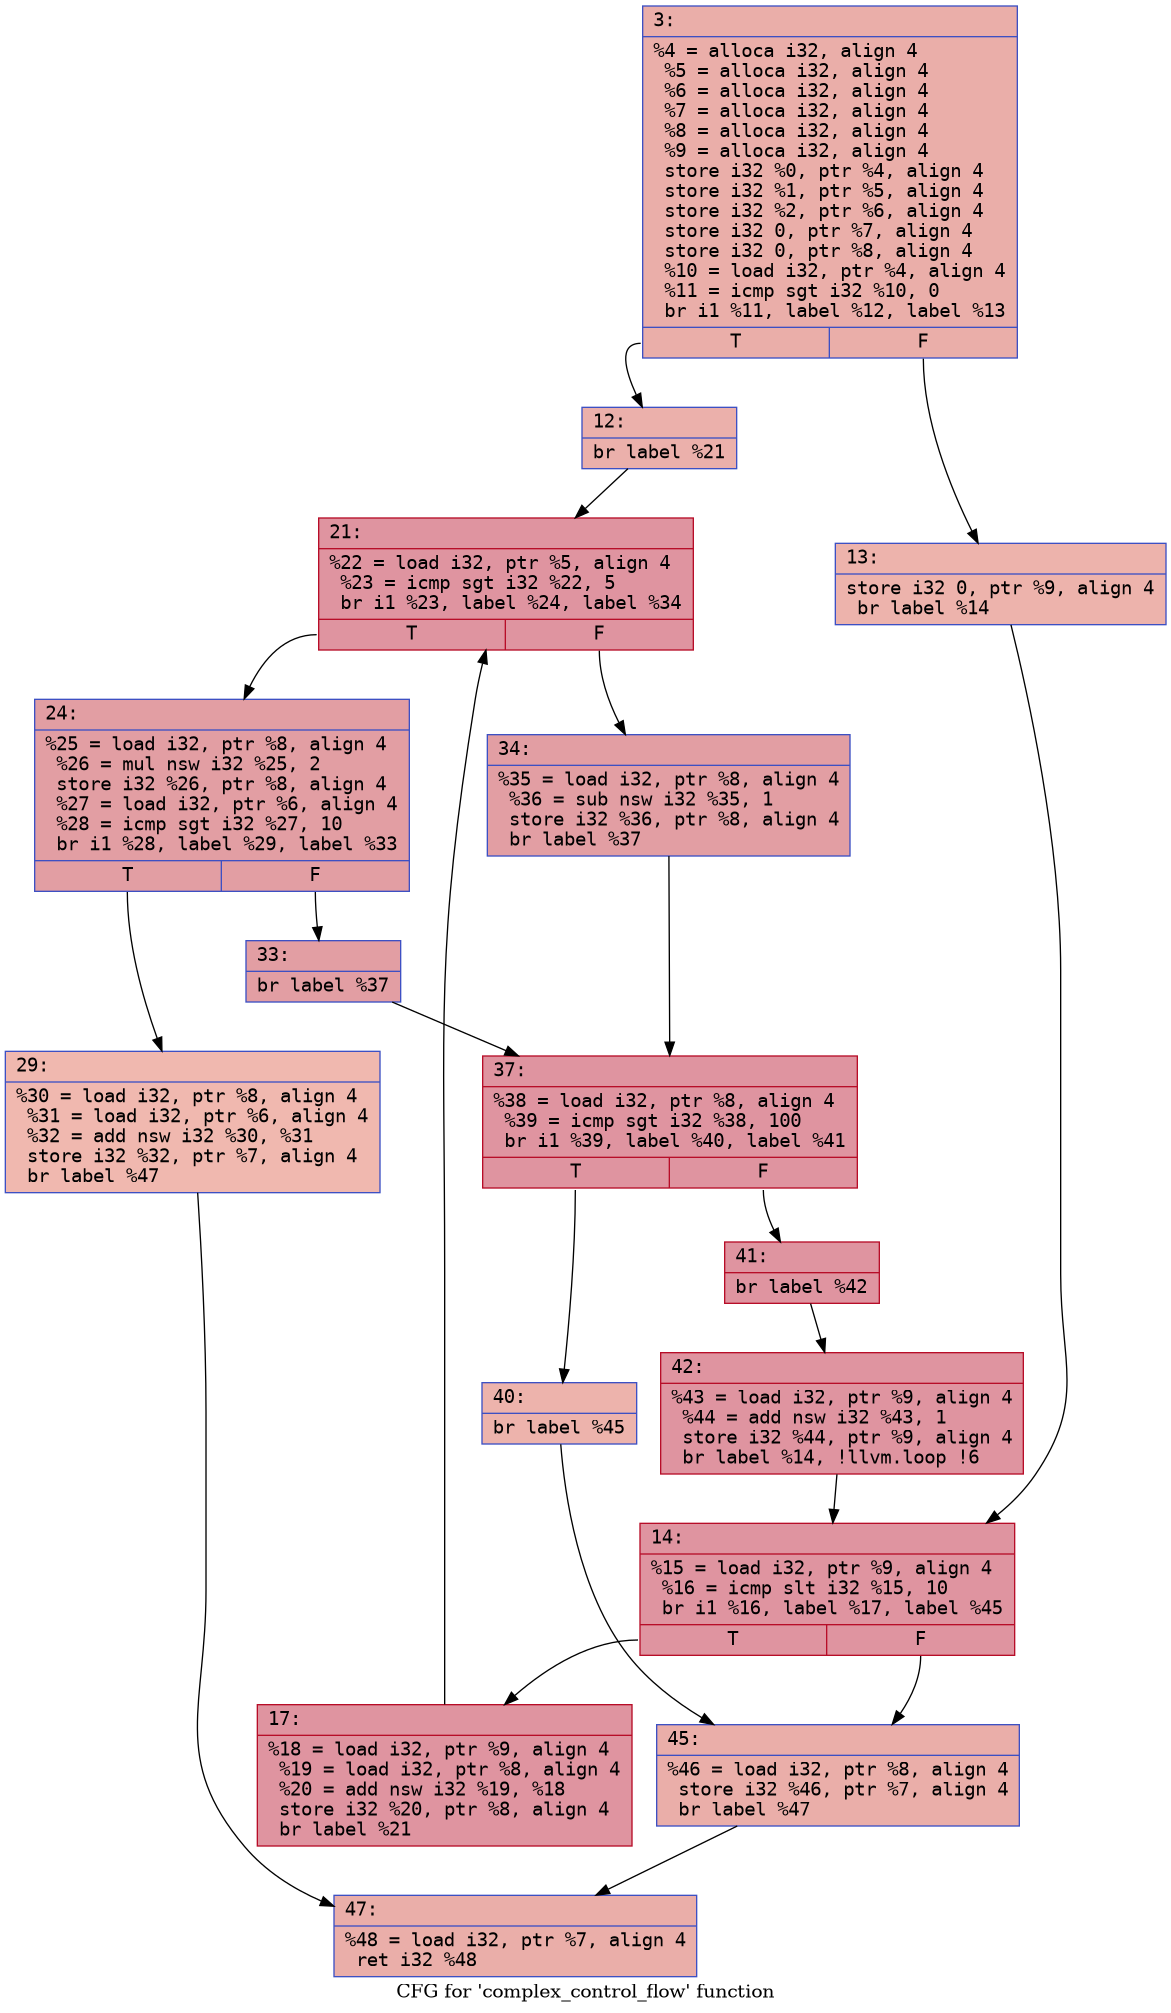 3:
%4 = alloca i32, align 4
%5 = alloca i32, align 4
%6 = alloca i32, align 4
%7 = alloca i32, align 4
%8 = alloca i32, align 4
%9 = alloca i32, align 4
store i32 %0, ptr %4, align 4
store i32 %1, ptr %5, align 4
store i32 %2, ptr %6, align 4
store i32 0, ptr %7, align 4
store i32 0, ptr %8, align 4
%10 = load i32, ptr %4, align 4
%11 = icmp sgt i32 %10, 0
br i1 %11, label %12, label %13
T F
12:
br label %21
21:
%22 = load i32, ptr %5, align 4
%23 = icmp sgt i32 %22, 5
br i1 %23, label %24, label %34
T F
13:
store i32 0, ptr %9, align 4
br label %14
24:
%25 = load i32, ptr %8, align 4
%26 = mul nsw i32 %25, 2
store i32 %26, ptr %8, align 4
%27 = load i32, ptr %6, align 4
%28 = icmp sgt i32 %27, 10
br i1 %28, label %29, label %33
T F
34:
%35 = load i32, ptr %8, align 4
%36 = sub nsw i32 %35, 1
store i32 %36, ptr %8, align 4
br label %37
33:
br label %37
29:
%30 = load i32, ptr %8, align 4
%31 = load i32, ptr %6, align 4
%32 = add nsw i32 %30, %31
store i32 %32, ptr %7, align 4
br label %47
37:
%38 = load i32, ptr %8, align 4
%39 = icmp sgt i32 %38, 100
br i1 %39, label %40, label %41
T F
41:
br label %42
42:
%43 = load i32, ptr %9, align 4
%44 = add nsw i32 %43, 1
store i32 %44, ptr %9, align 4
br label %14, !llvm.loop !6
40:
br label %45
14:
%15 = load i32, ptr %9, align 4
%16 = icmp slt i32 %15, 10
br i1 %16, label %17, label %45
T F
17:
%18 = load i32, ptr %9, align 4
%19 = load i32, ptr %8, align 4
%20 = add nsw i32 %19, %18
store i32 %20, ptr %8, align 4
br label %21
45:
%46 = load i32, ptr %8, align 4
store i32 %46, ptr %7, align 4
br label %47
47:
%48 = load i32, ptr %7, align 4
ret i32 %48
CFG for 'complex_control_flow' function